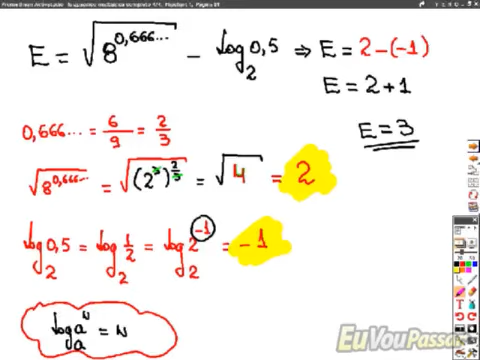 E = √(8^0,666...) - log₂ 0,5 ⇒ E = 2 - (-1)
E = 2 + 1
E = 3
0,666... = 6/9 = 2/3
√(8^0,666...) = √((2³)^(2/3)) = √4 = 2
log₂ 0,5 = log₂ 1/2 = log₂ 2⁻¹ = -1
logₐ aᴺ = N
EuVouPassar